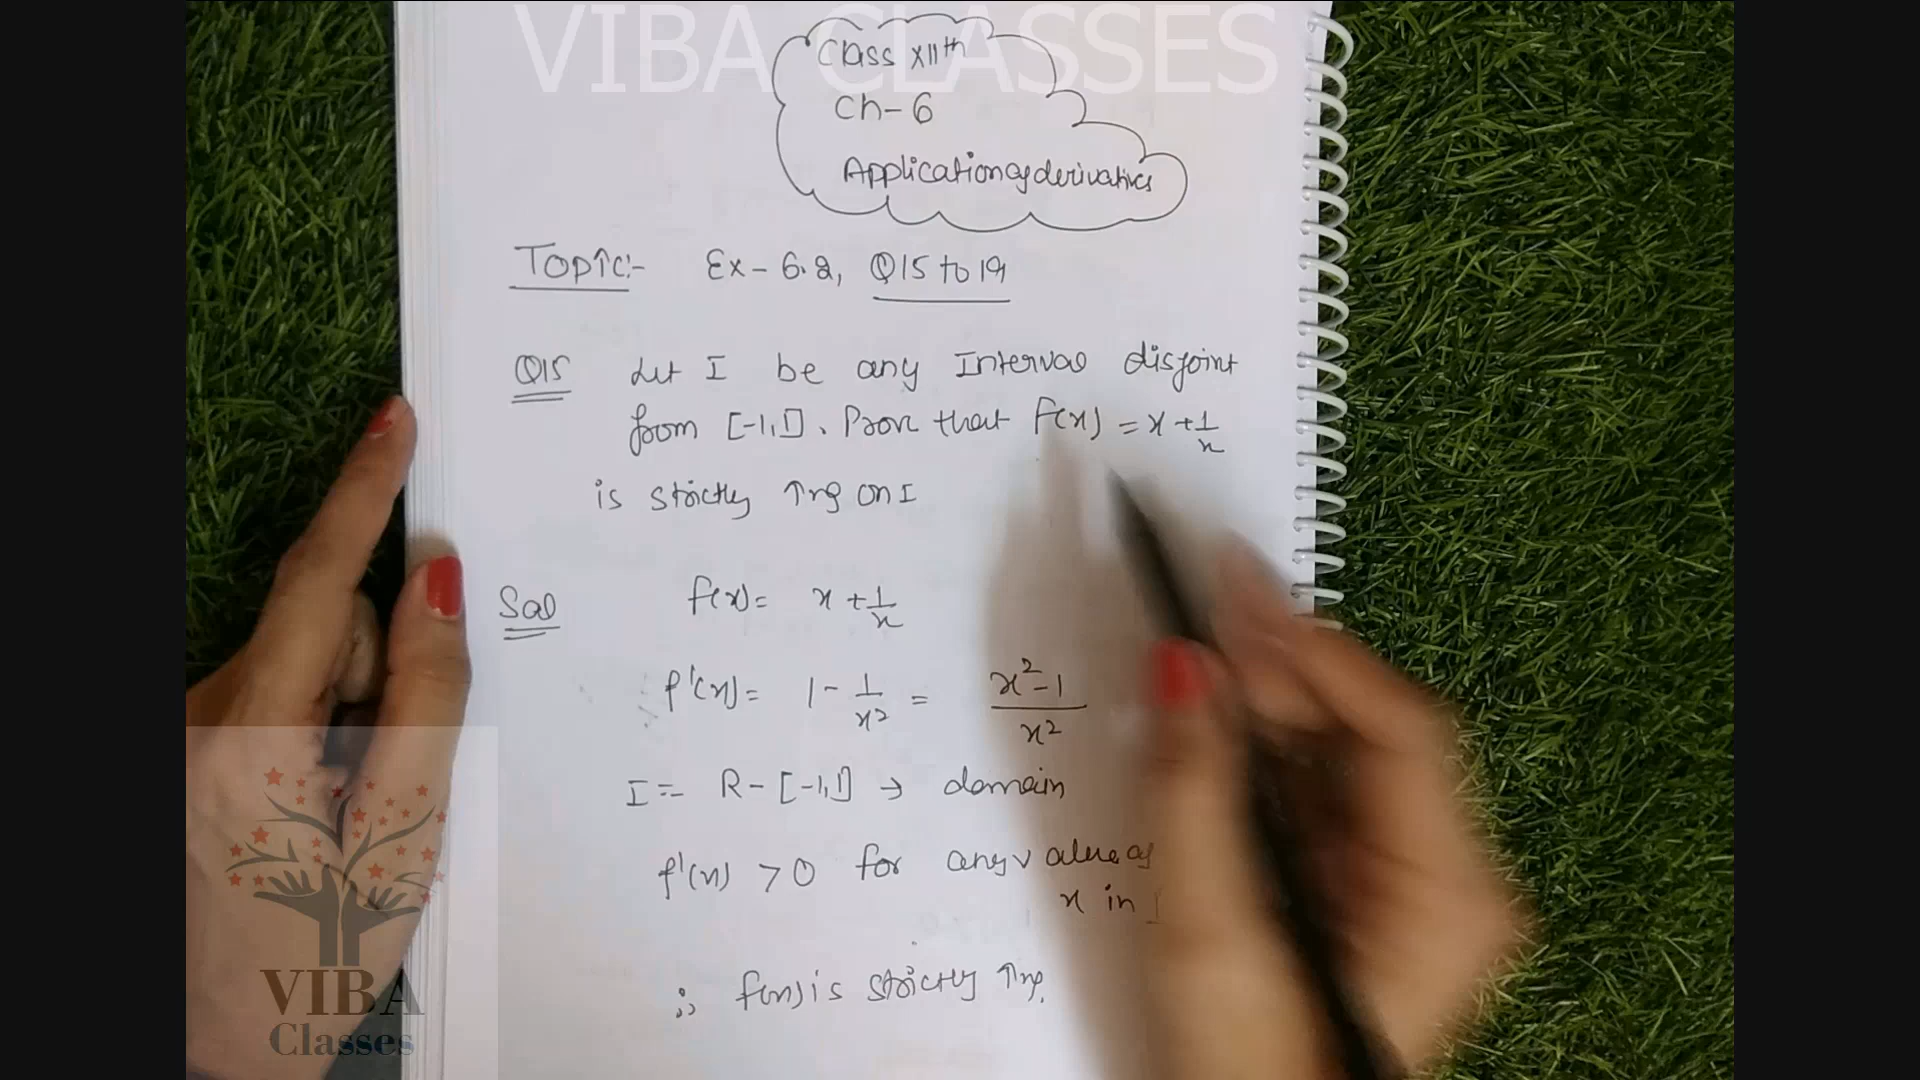 VIBA CLASSES
Class XIIth
Ch-6
Application of derivatives
Topic:- Ex-6.2, Q15 to 19
Q15 Let I be any Interval disjoint
from [-1,1]. Prove that f(x) = x + 1/x
is strictly ↑ng on I
Sol f(x) = x + 1/x
f'(x) = 1 - 1/x² = x²-1/x²
I = R - [-1,1] → domain
f'(x) > 0 for any value of
x in I
∴ f(x) is strictly ↑ng.
VIBA
Classes